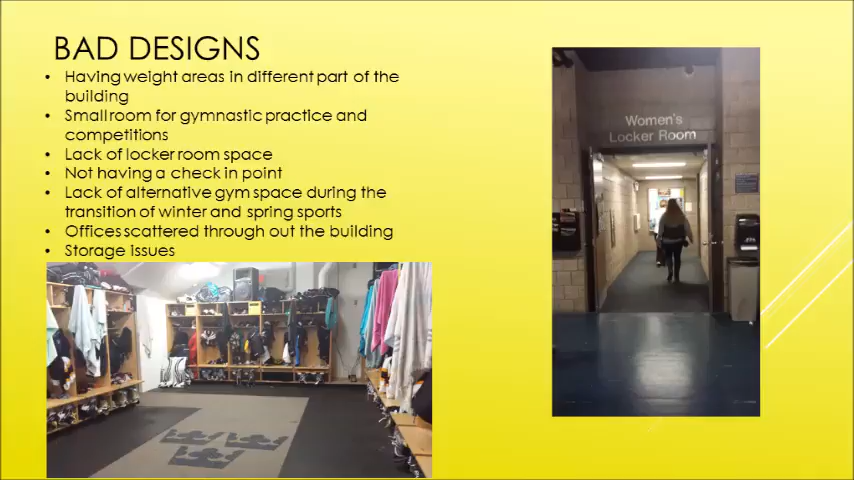 BAD DESIGNS
• Having weight areas in different part of the
building
• Small room for gymnastic practice and
competitions
• Lack of locker room space
• Not having a check in point
• Lack of alternative gym space during the
transition of winter and spring sports
• Offices scattered through out the building
• Storage issues
Women's
Locker Room